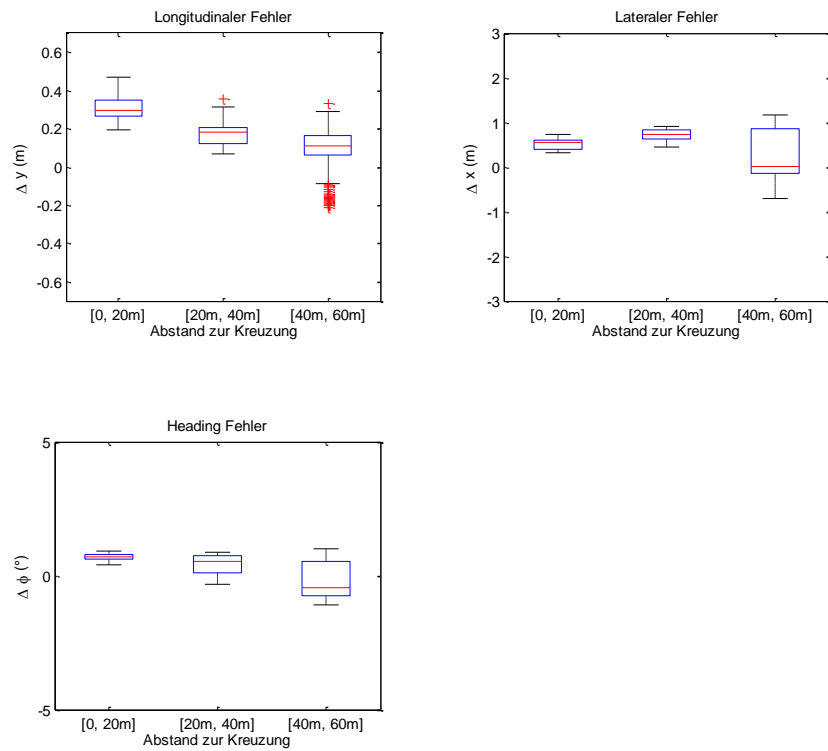 Longitudinaler Fehler
0.6
0.4
0.2
0
-0.2
-0.4
-0.6
Δ y (m)
[0, 20m] [20m, 40m] [40m, 60m]
Abstand zur Kreuzung
Lateraler Fehler
3
2
1
0
1
2
-3
Δ x (m)
[0, 20m] [20m, 40m] [40m, 60m]
Abstand zur Kreuzung
Heading Fehler
5
0
-5
Δ ϕ (°)
[0, 20m] [20m, 40m] [40m, 60m]
Abstand zur Kreuzung